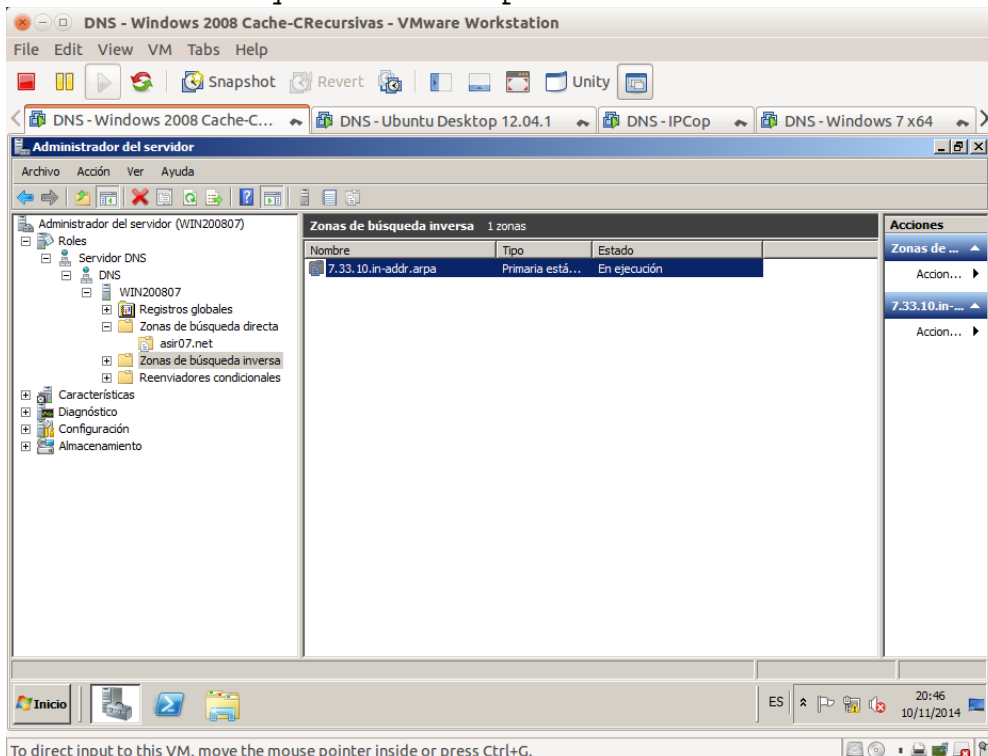 DNS - Windows 2008 Cache-CRecursivas - VMware Workstation
File Edit View VM Tabs Help
Snapshot Revert Unity
DNS - Windows 2008 Cache-C... DNS - Ubuntu Desktop 12.04.1 DNS - IPCop DNS - Windows 7 x64
Administrador del servidor
Archivo Acción Ver Ayuda
Administrador del servidor (WIN200807)
Roles
Servidor DNS
DNS
WIN200807
Registros globales
Zonas de búsqueda directa
asir07.net
Zonas de búsqueda inversa
Reenviadores condicionales
Características
Diagnóstico
Configuración
Almacenamiento
Zonas de búsqueda inversa 1 zonas
Nombre Tipo Estado
7.33.10.in-addr.arpa Primaria está... En ejecución
Acciones
Zonas de ...
Accion...
7.33.10.in-...
Accion...
Inicio
ES
20:46
10/11/2014
To direct input to this VM, move the mouse pointer inside or press Ctrl+G.